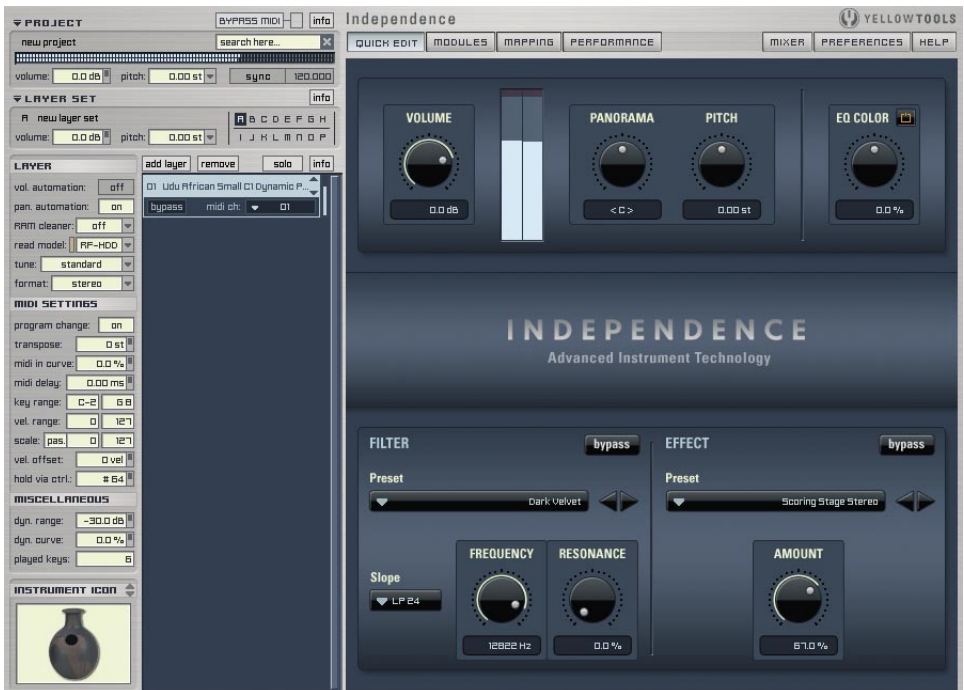 PROJECT
BYPASS MIDI
info
new project
search here...
volume: 0.0 dB pitch: 0.00 st sync 120.000
LAYER SET
info
A new layer set
A B C D E F G H
volume: 0.0 dB pitch: 0.00 st
I J K L M N O P
LAYER
add layer remove solo info
vol. automation: off
pan. automation: on
RAM cleaner: off
read model: RF-HDD
tune: standard
format: stereo
01 Udu African Small C1 Dynamic P...
bypass midi ch: 01
MIDI SETTINGS
program change: on
transpose: 0 st
midi in curve: 0.0 %
midi delay: 0.00 ms
key range: C-2 G8
vel. range: 0 127
scale: pas. 0 127
vel. offset: 0 vel
hold via ctrl.: # 64
MISCELLANEOUS
dyn. range: -30.0 dB
dyn. curve: 0.0 %
played keys: 6
INSTRUMENT ICON
Independence
YELLOWTOOLS
QUICK EDIT MODULES MAPPING PERFORMANCE
MIXER PREFERENCES HELP
VOLUME
PANORAMA
PITCH
EQ COLOR
0.0 dB
< C >
0.00 st
0.0 %
INDEPENDENCE
Advanced Instrument Technology
FILTER
bypass
Preset
Dark Velvet
FREQUENCY
RESONANCE
Slope
LP 24
12822 Hz
0.0 %
EFFECT
bypass
Preset
Scoring Stage Stereo
AMOUNT
67.0 %